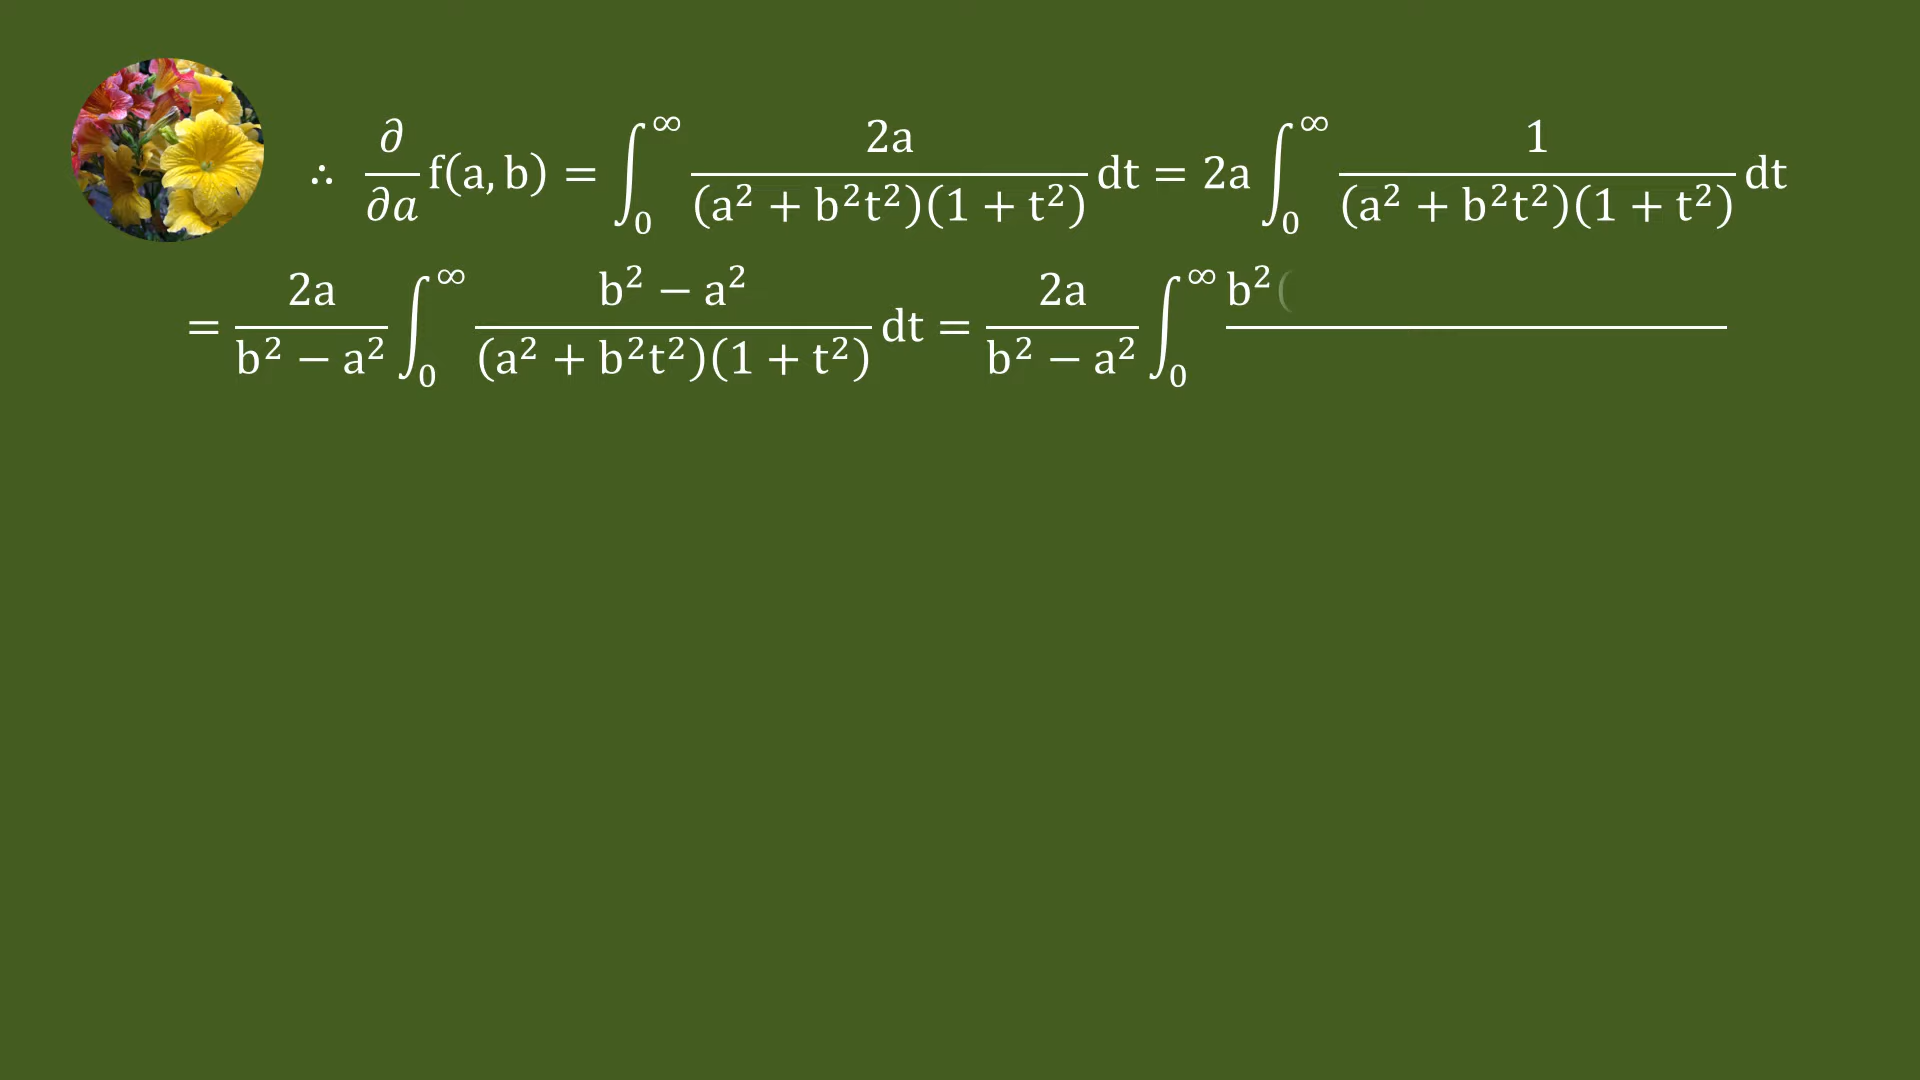 ∴ ∂/∂a f(a, b) = ∫₀^∞ 2a/((a² + b²t²)(1 + t²)) dt = 2a ∫₀^∞ 1/((a² + b²t²)(1 + t²)) dt
= 2a/(b² − a²) ∫₀^∞ (b² − a²)/((a² + b²t²)(1 + t²)) dt = 2a/(b² − a²) ∫₀^∞ b²(